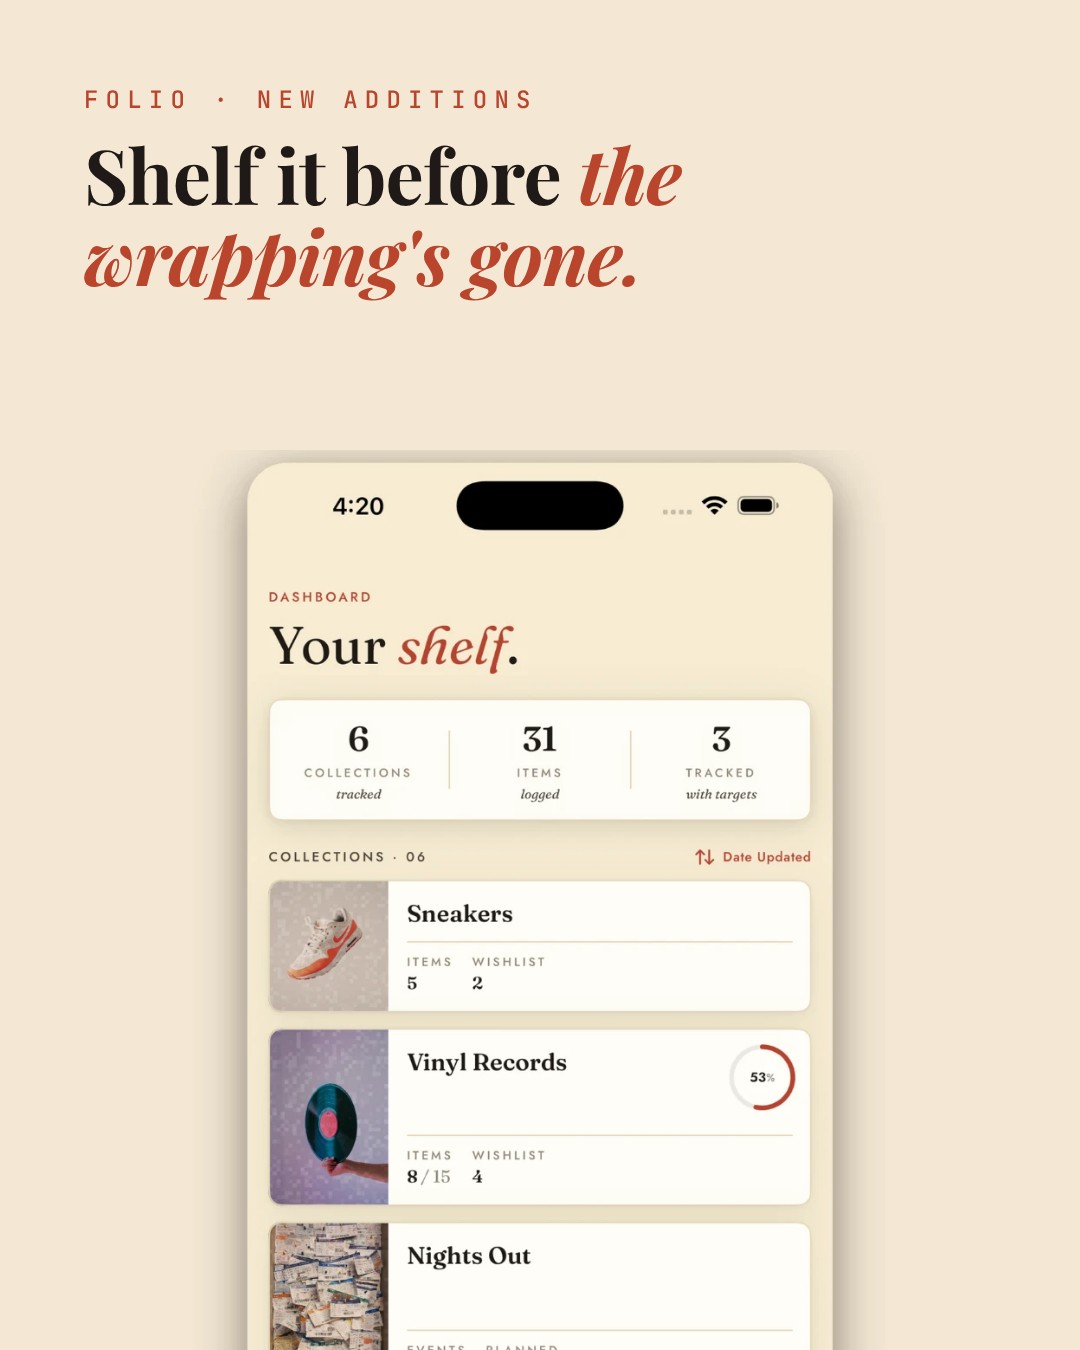 FOLIO · NEW ADDITIONS
Shelf it before the
wrapping's gone.
4:20
DASHBOARD
Your shelf.
6
COLLECTIONS
tracked
31
ITEMS
logged
3
TRACKED
with targets
COLLECTIONS · 06
Date Updated
Sneakers
ITEMS WISHLIST
5 2
Vinyl Records
53%
ITEMS WISHLIST
8/15 4
Nights Out
EVENTS PLANNED